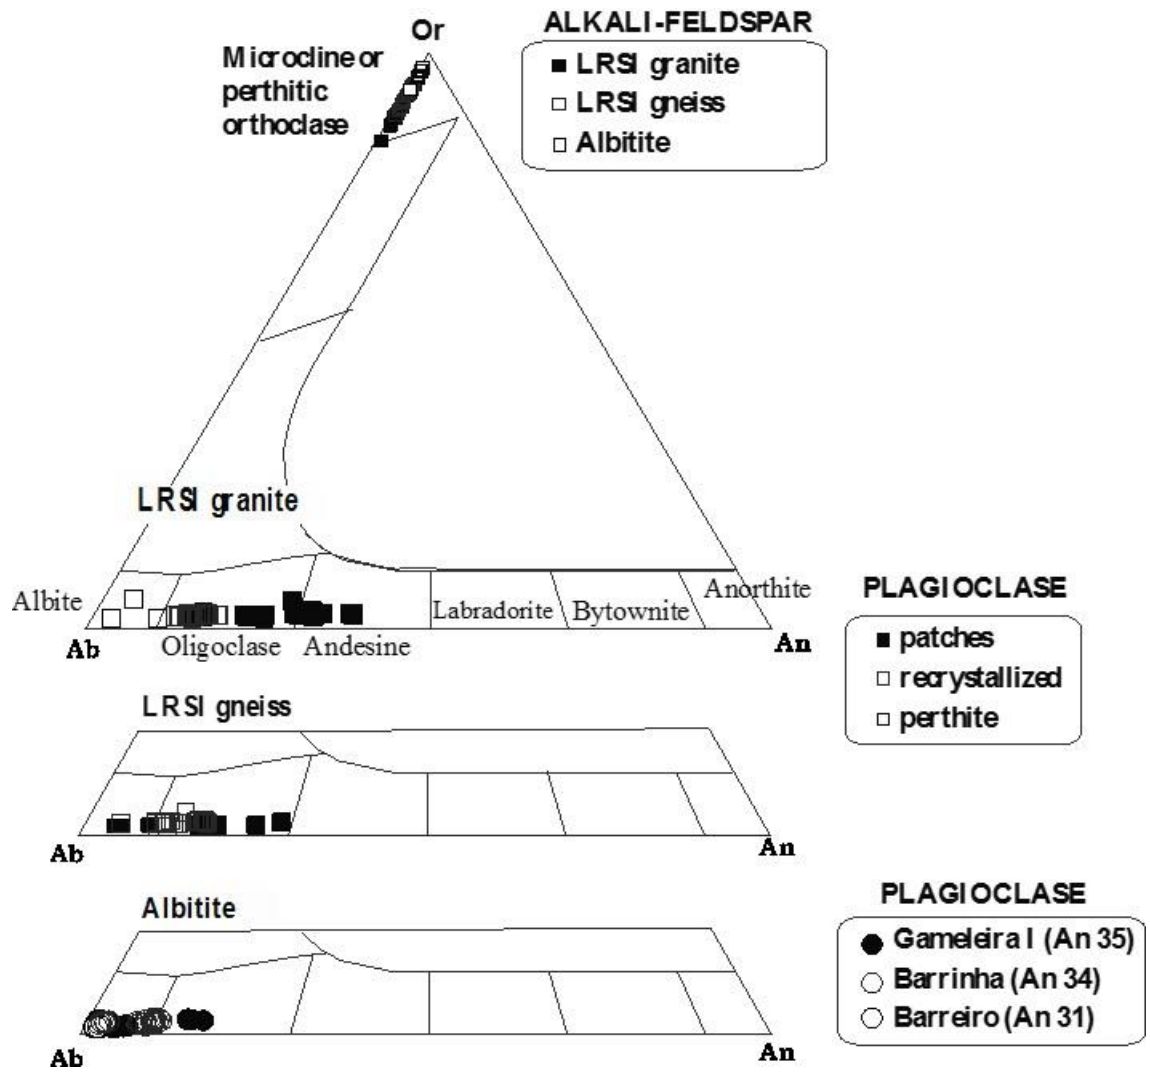 Or
Microcline or
perthitic
orthoclase
ALKALI-FELDSPAR
LRSI granite
LRSI gneiss
Albitite
LRSI granite
Albite
Labradorite
Bytownite
Anorthite
Ab
Oligoclase
Andesine
An
PLAGIOCLASE
patches
recrystallized
perthite
LRSI gneiss
Ab
An
Albitite
Ab
An
PLAGIOCLASE
Gameleira I (An 35)
Barrinha (An 34)
Barreiro (An 31)